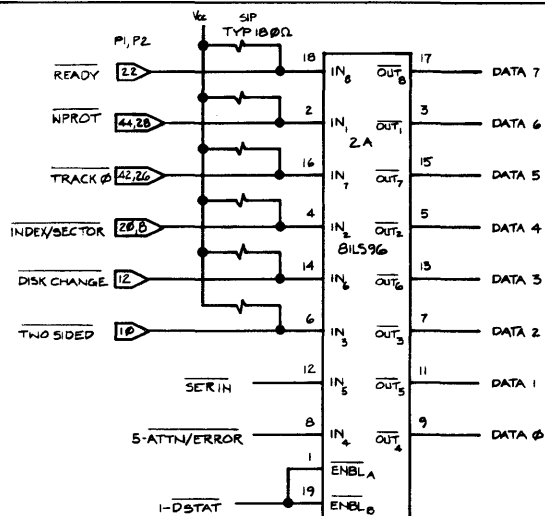 Vcc SIP
P1, P2 TYP 180Ω
READY 22 18 IN8 OUT8 17 DATA 7
WPROT 44,28 2 IN1 OUT1 3 DATA 6
2A
TRACK 0 42,26 16 IN7 OUT7 15 DATA 5
INDEX/SECTOR 20,8 4 IN2 OUT2 5 DATA 4
81LS96
DISK CHANGE 12 14 IN6 OUT6 13 DATA 3
TWO SIDED 10 6 IN3 OUT3 7 DATA 2
SER IN 12 IN5 OUT5 11 DATA 1
5-ATTN/ERROR 8 IN4 OUT4 9 DATA 0
1 ENBLA
1-DSTAT 19 ENBLB